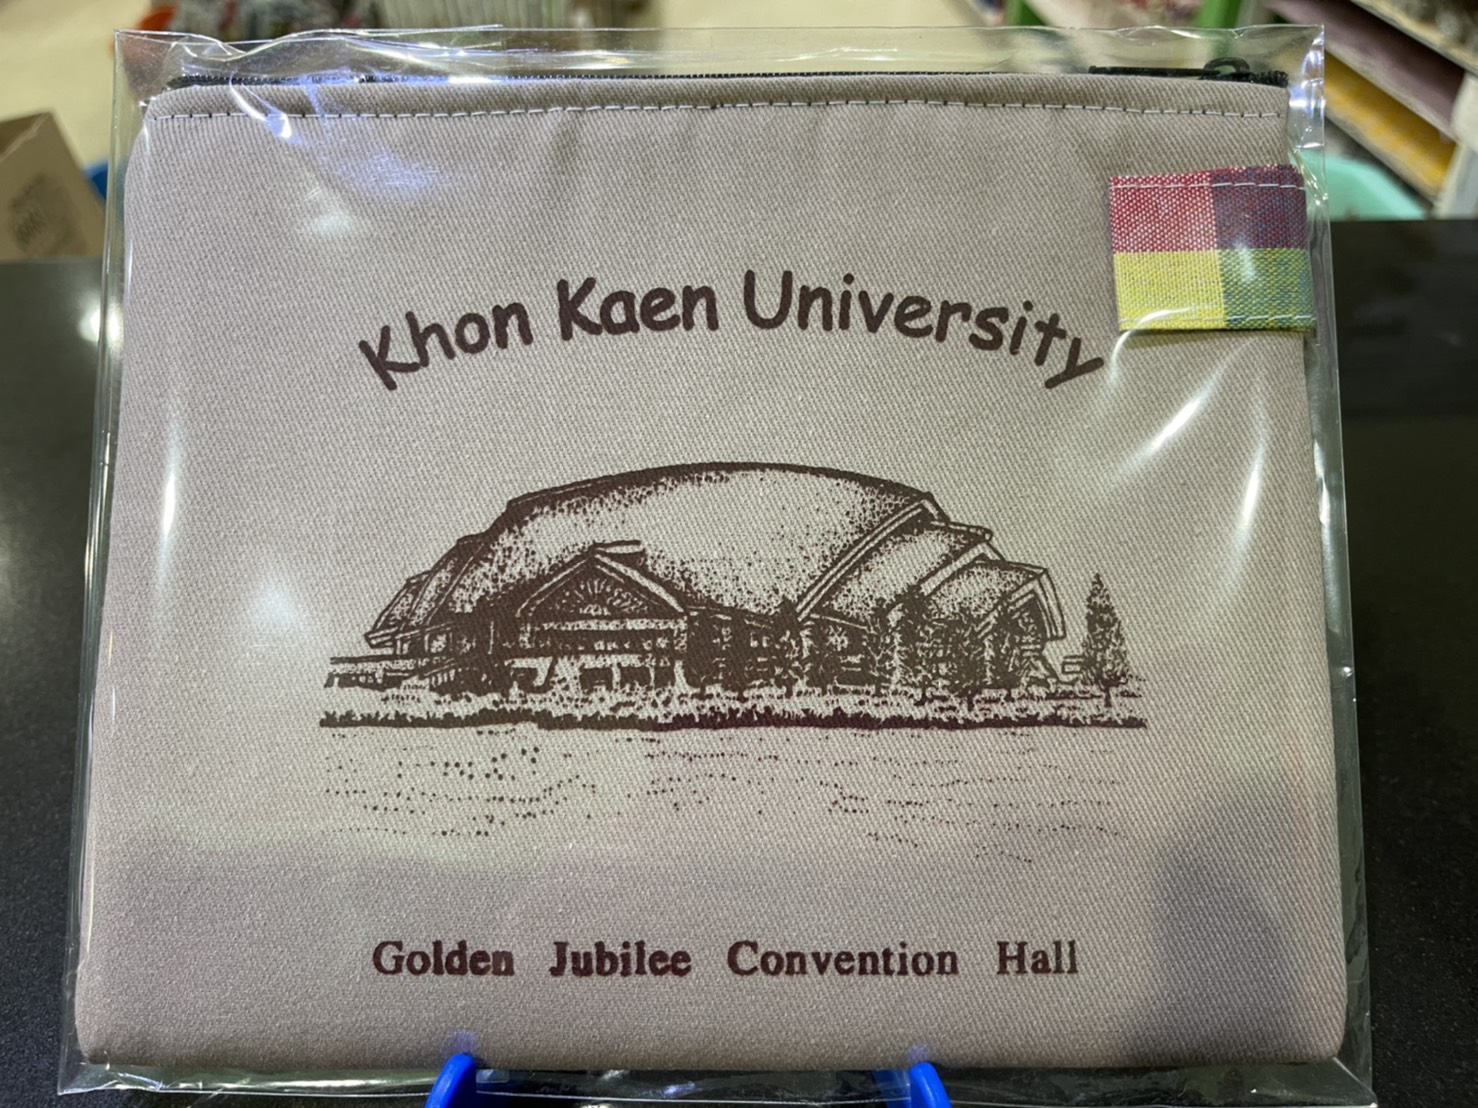 Khon Kaen University
Golden Jubilee Convention Hall